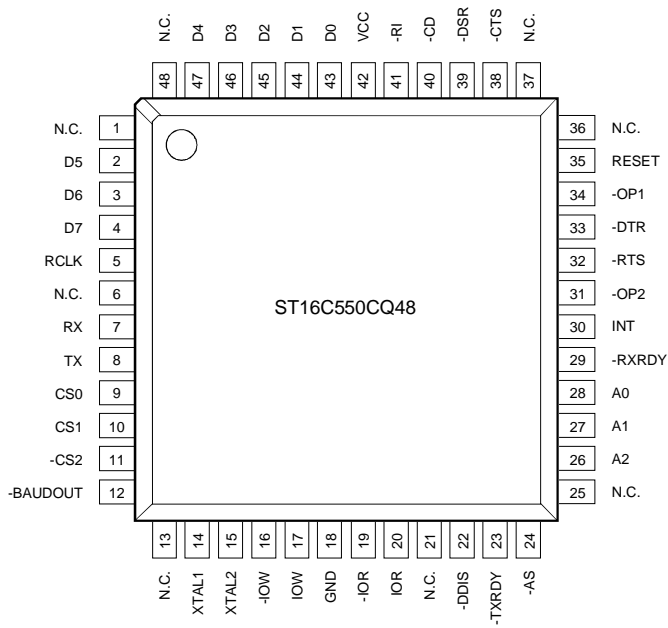 N.C. D4 D3 D2 D1 D0 VCC -RI -CD -DSR -CTS N.C.
48 47 46 45 44 43 42 41 40 39 38 37
N.C. 1 36 N.C.
D5 2 35 RESET
D6 3 34 -OP1
D7 4 33 -DTR
RCLK 5 32 -RTS
N.C. 6 31 -OP2
ST16C550CQ48
RX 7 30 INT
TX 8 29 -RXRDY
CS0 9 28 A0
CS1 10 27 A1
-CS2 11 26 A2
-BAUDOUT 12 25 N.C.
13 14 15 16 17 18 19 20 21 22 23 24
N.C. XTAL1 XTAL2 -IOW IOW GND -IOR IOR N.C. -DDIS -TXRDY -AS